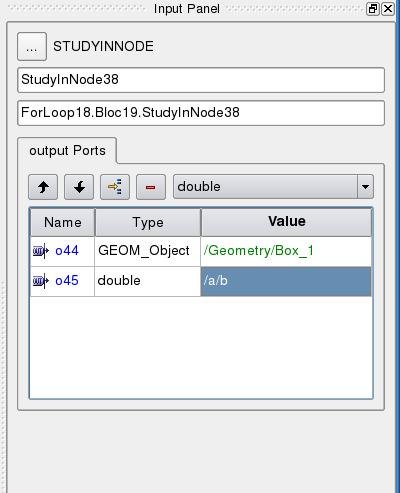 Input Panel
... STUDYINNODE
StudyInNode38
ForLoop18.Bloc19.StudyInNode38
output Ports
double
Name Type Value
o44 GEOM_Object /Geometry/Box_1
o45 double /a/b